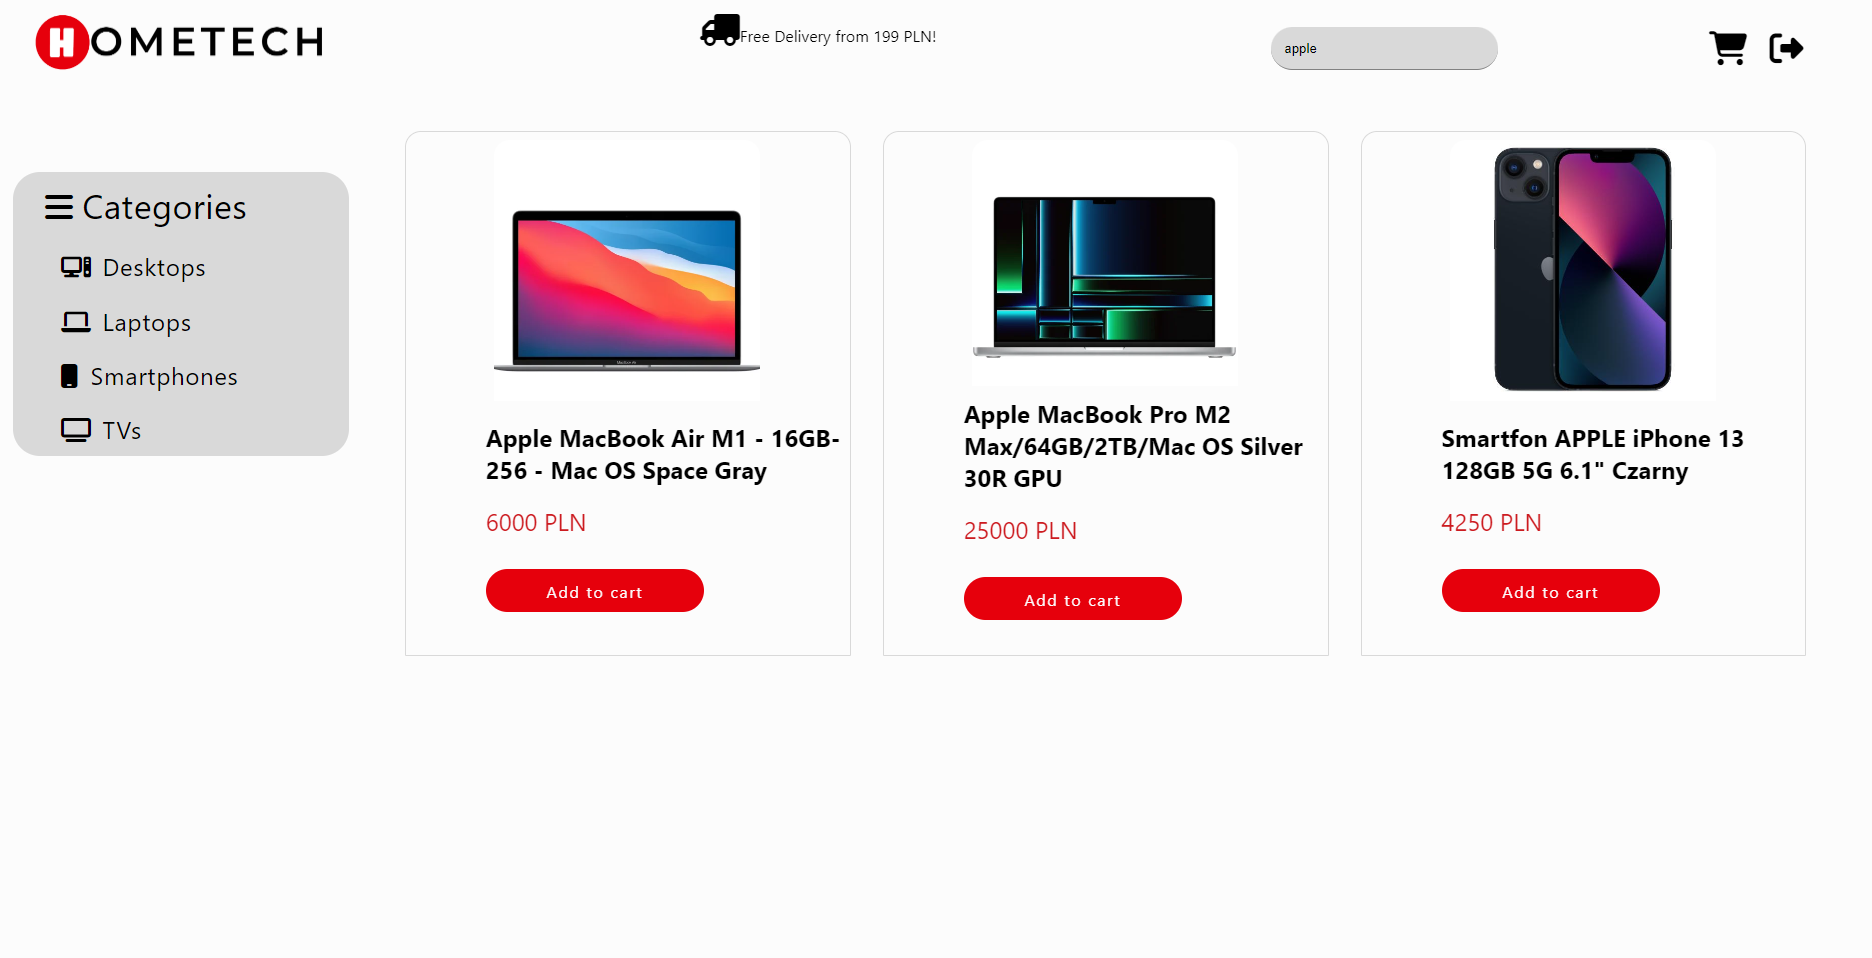 HOMETECH
Free Delivery from 199 PLN!
apple
Categories
Desktops
Laptops
Smartphones
TVs
Apple MacBook Air M1 - 16GB-
256 - Mac OS Space Gray
6000 PLN
Add to cart
Apple MacBook Pro M2
Max/64GB/2TB/Mac OS Silver
30R GPU
25000 PLN
Add to cart
Smartfon APPLE iPhone 13
128GB 5G 6.1" Czarny
4250 PLN
Add to cart